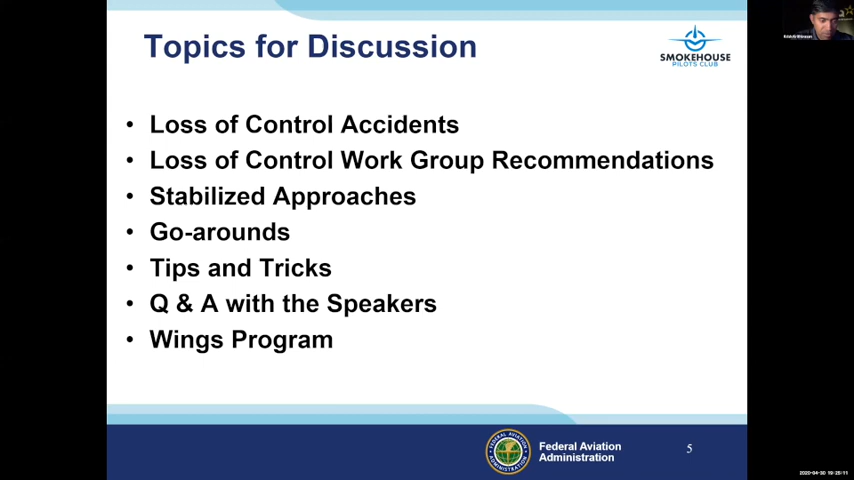 Topics for Discussion
SMOKEHOUSE
PILOTS CLUB
• Loss of Control Accidents
• Loss of Control Work Group Recommendations
• Stabilized Approaches
• Go-arounds
• Tips and Tricks
• Q & A with the Speakers
• Wings Program
Federal Aviation
Administration
5